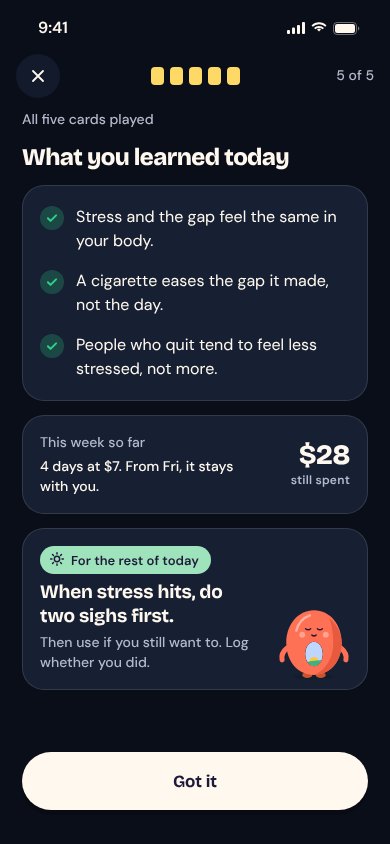 9:41
5 of 5
All five cards played
What you learned today
Stress and the gap feel the same in
your body.
A cigarette eases the gap it made,
not the day.
People who quit tend to feel less
stressed, not more.
This week so far
4 days at $7. From Fri, it stays
with you.
$28
still spent
For the rest of today
When stress hits, do
two sighs first.
Then use if you still want to. Log
whether you did.
Got it